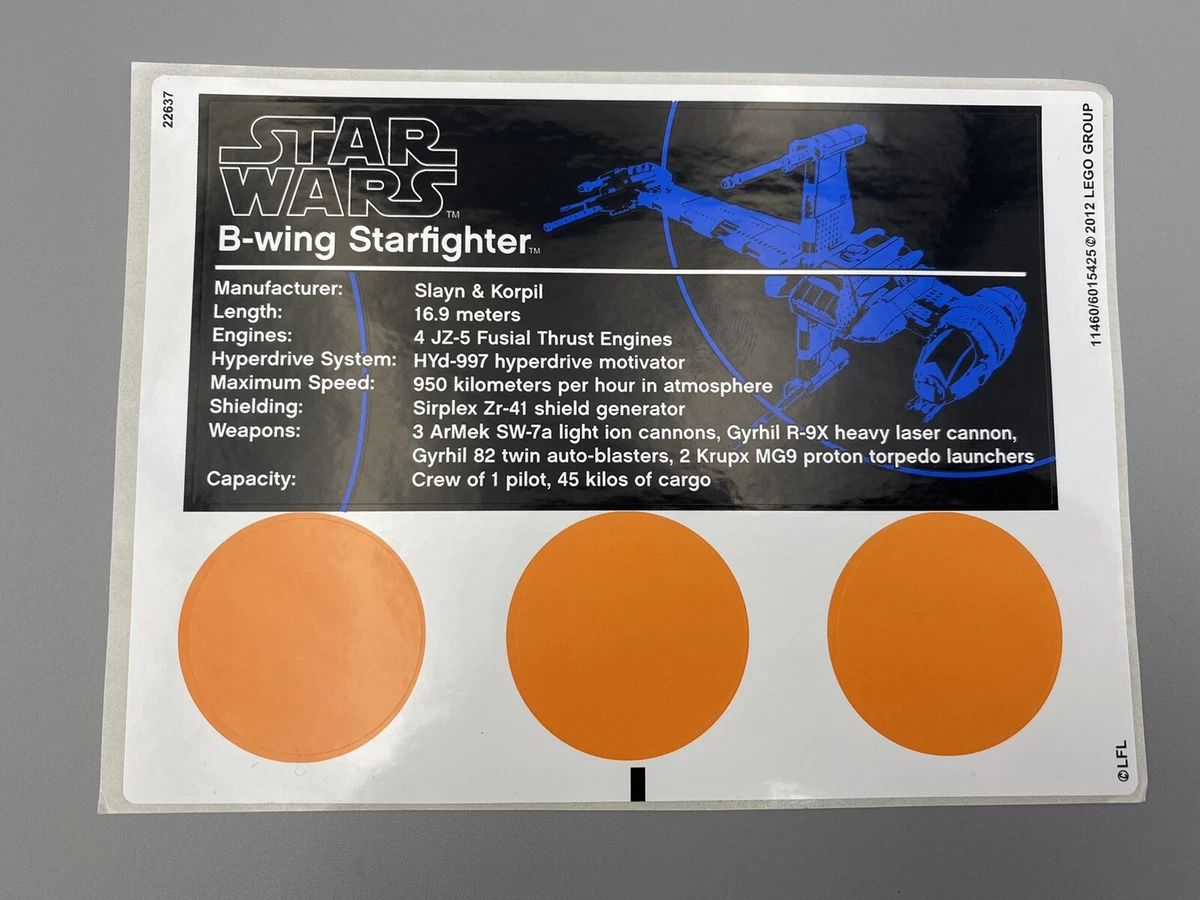 22637
STAR
WARS™
B-wing Starfighter™
Manufacturer: Slayn & Korpil
Length: 16.9 meters
Engines: 4 JZ-5 Fusial Thrust Engines
Hyperdrive System: HYd-997 hyperdrive motivator
Maximum Speed: 950 kilometers per hour in atmosphere
Shielding: Sirplex Zr-41 shield generator
Weapons: 3 ArMek SW-7a light ion cannons, Gyrhil R-9X heavy laser cannon,
Gyrhil 82 twin auto-blasters, 2 Krupx MG9 proton torpedo launchers
Capacity: Crew of 1 pilot, 45 kilos of cargo
11460/6015425 © 2012 LEGO GROUP
© LFL